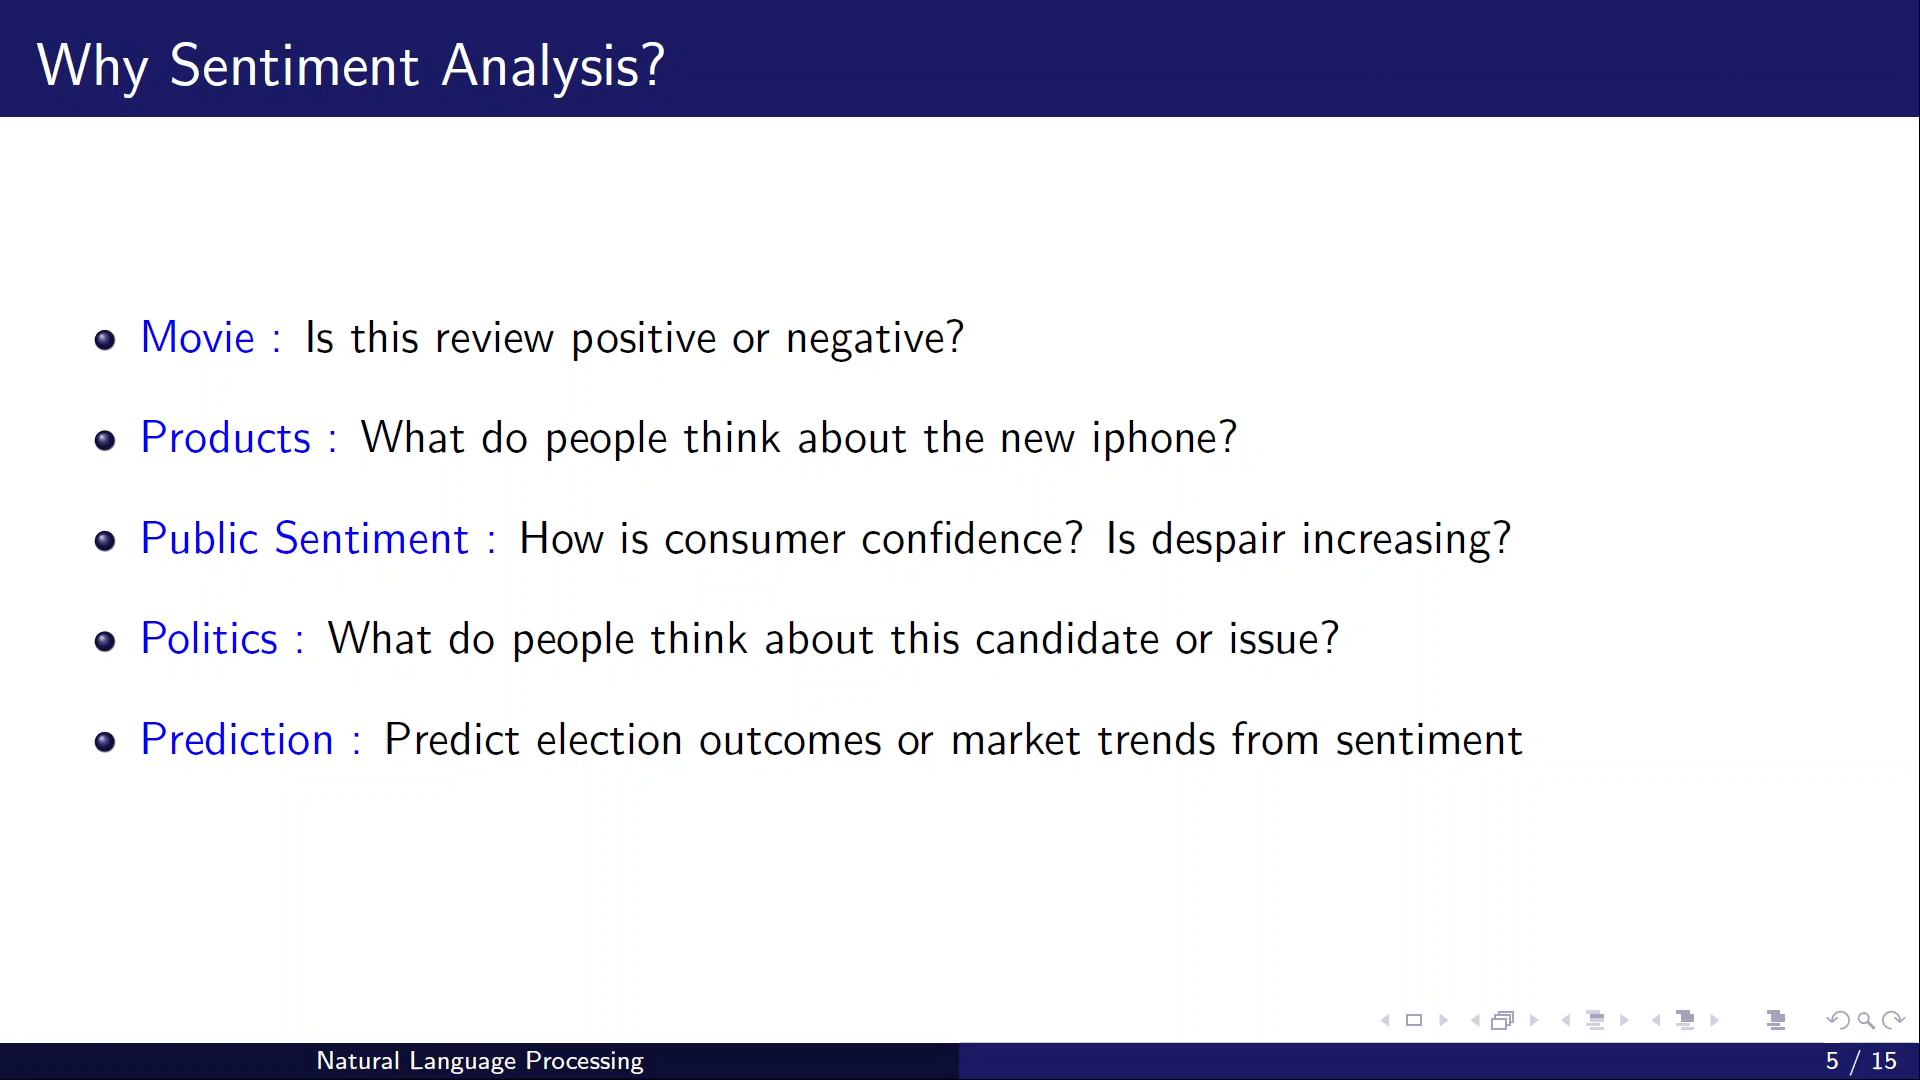 Why Sentiment Analysis?
Movie : Is this review positive or negative?
Products : What do people think about the new iphone?
Public Sentiment : How is consumer confidence? Is despair increasing?
Politics : What do people think about this candidate or issue?
Prediction : Predict election outcomes or market trends from sentiment
Natural Language Processing
5 / 15